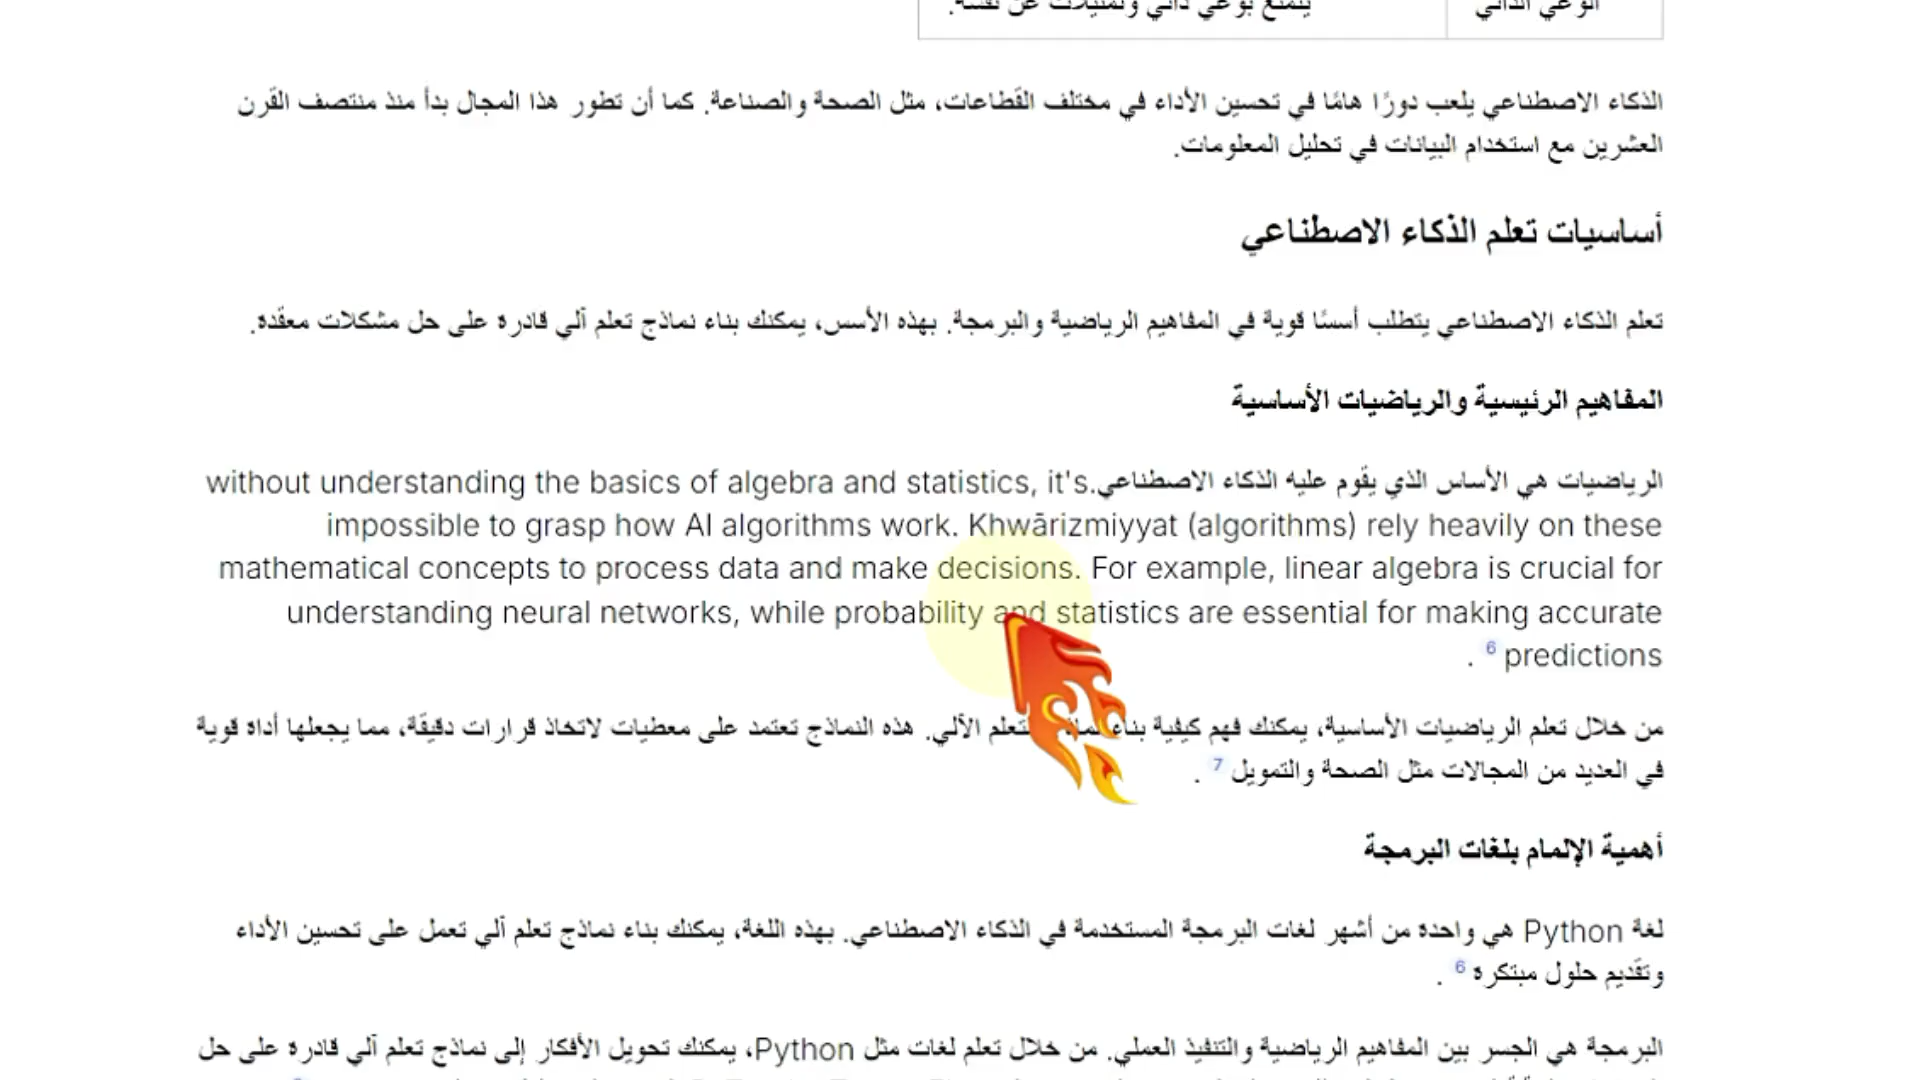 الوعي الذاتي يتمتع بوعي ذاتي وتمثيلات عن نفسه.
الذكاء الاصطناعي يلعب دورًا هامًا في تحسين الأداء في مختلف القطاعات، مثل الصحة والصناعة. كما أن تطور هذا المجال بدأ منذ منتصف القرن
العشرين مع استخدام البيانات في تحليل المعلومات.
أساسيات تعلم الذكاء الاصطناعي
تعلم الذكاء الاصطناعي يتطلب أسسًا قوية في المفاهيم الرياضية والبرمجة. بهذه الأسس، يمكنك بناء نماذج تعلم آلي قادرة على حل مشكلات معقدة.
المفاهيم الرئيسية والرياضيات الأساسية
الرياضيات هي الأساس الذي يقوم عليه الذكاء الاصطناعي.without understanding the basics of algebra and statistics, it's
impossible to grasp how AI algorithms work. Khwārizmiyyat (algorithms) rely heavily on these
mathematical concepts to process data and make decisions. For example, linear algebra is crucial for
understanding neural networks, while probability and statistics are essential for making accurate
predictions 6 .
من خلال تعلم الرياضيات الأساسية، يمكنك فهم كيفية بناء التعلم الآلي. هذه النماذج تعتمد على معطيات لاتخاذ قرارات دقيقة، مما يجعلها أداة قوية
في العديد من المجالات مثل الصحة والتمويل 7 .
أهمية الإلمام بلغات البرمجة
لغة Python هي واحدة من أشهر لغات البرمجة المستخدمة في الذكاء الاصطناعي. بهذه اللغة، يمكنك بناء نماذج تعلم آلي تعمل على تحسين الأداء
وتقديم حلول مبتكرة 6 .
البرمجة هي الجسر بين المفاهيم الرياضية والتنفيذ العملي. من خلال تعلم لغات مثل Python، يمكنك تحويل الأفكار إلى نماذج تعلم آلي قادرة على حل